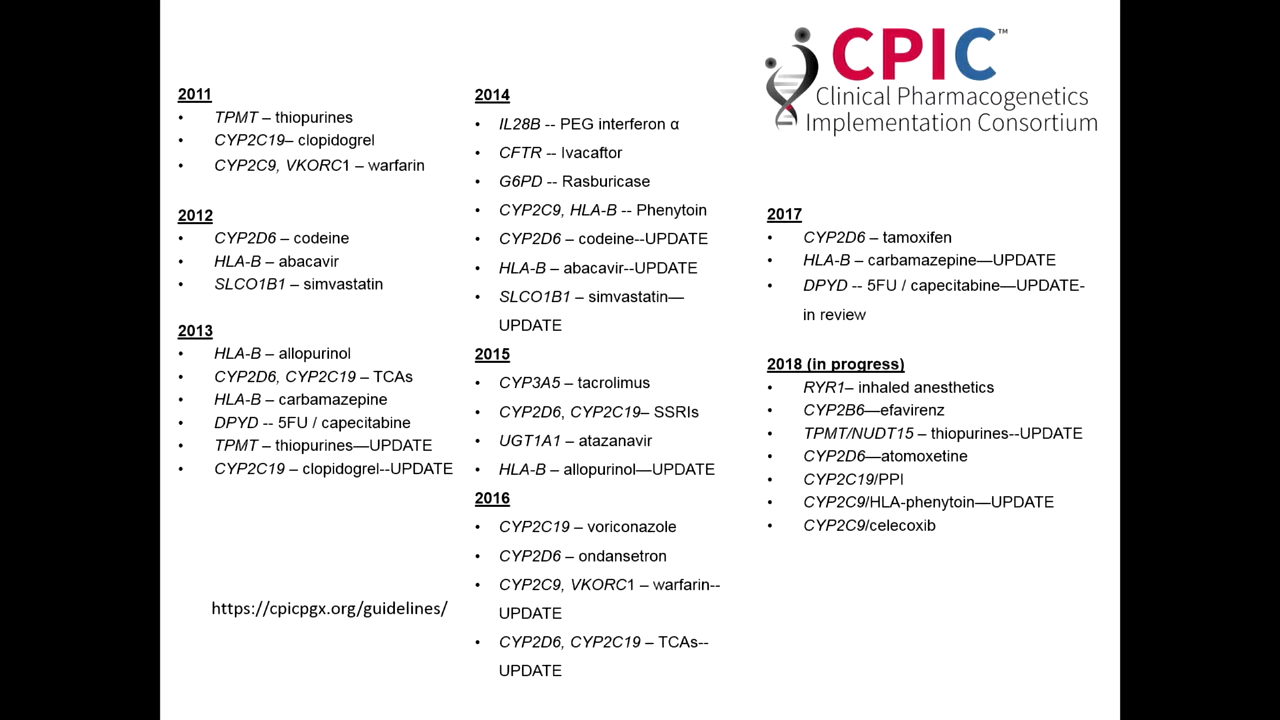 CPIC™
Clinical Pharmacogenetics
Implementation Consortium
2011
• TPMT – thiopurines
• CYP2C19– clopidogrel
• CYP2C9, VKORC1 – warfarin
2012
• CYP2D6 – codeine
• HLA-B – abacavir
• SLCO1B1 – simvastatin
2013
• HLA-B – allopurinol
• CYP2D6, CYP2C19 – TCAs
• HLA-B – carbamazepine
• DPYD -- 5FU / capecitabine
• TPMT – thiopurines—UPDATE
• CYP2C19 – clopidogrel--UPDATE
https://cpicpgx.org/guidelines/
2014
• IL28B -- PEG interferon α
• CFTR -- Ivacaftor
• G6PD -- Rasburicase
• CYP2C9, HLA-B -- Phenytoin
• CYP2D6 – codeine--UPDATE
• HLA-B – abacavir--UPDATE
• SLCO1B1 – simvastatin—
UPDATE
2015
• CYP3A5 – tacrolimus
• CYP2D6, CYP2C19– SSRIs
• UGT1A1 – atazanavir
• HLA-B – allopurinol—UPDATE
2016
• CYP2C19 – voriconazole
• CYP2D6 – ondansetron
• CYP2C9, VKORC1 – warfarin--
UPDATE
• CYP2D6, CYP2C19 – TCAs--
UPDATE
2017
• CYP2D6 – tamoxifen
• HLA-B – carbamazepine—UPDATE
• DPYD -- 5FU / capecitabine—UPDATE-
in review
2018 (in progress)
• RYR1– inhaled anesthetics
• CYP2B6—efavirenz
• TPMT/NUDT15 – thiopurines--UPDATE
• CYP2D6—atomoxetine
• CYP2C19/PPI
• CYP2C9/HLA-phenytoin—UPDATE
• CYP2C9/celecoxib